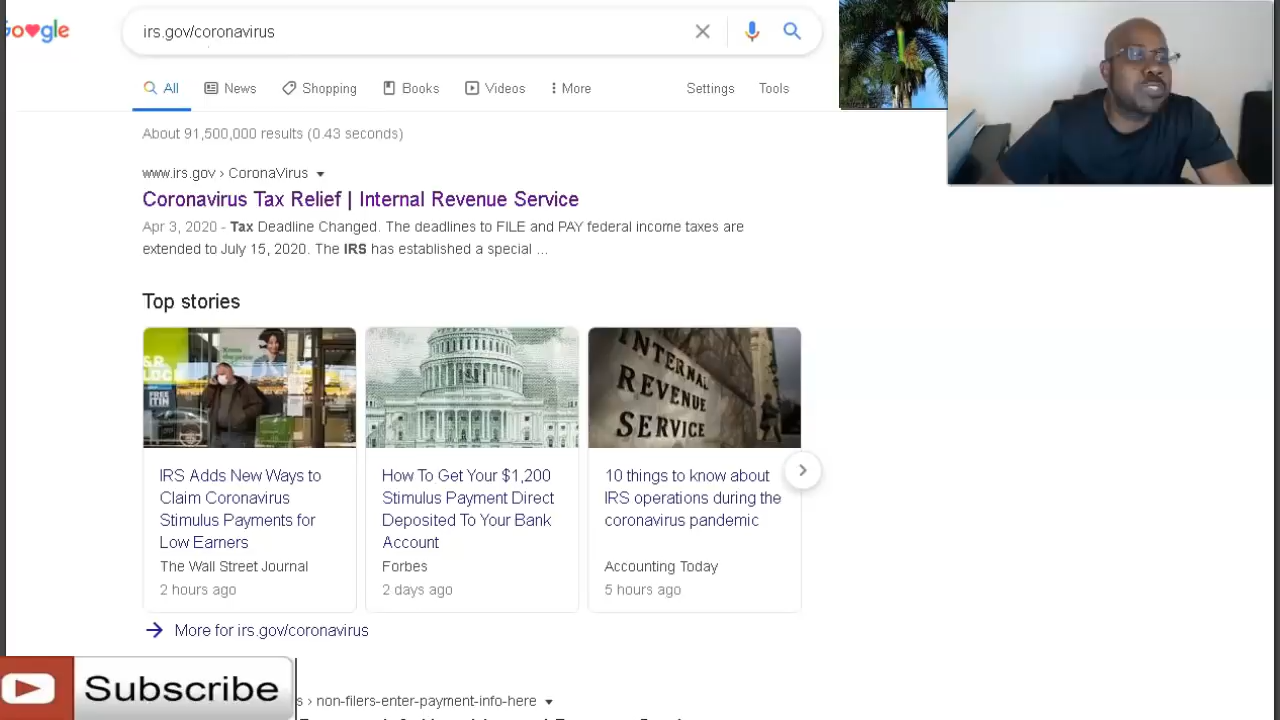 Google
irs.gov/coronavirus
All News Shopping Books Videos More Settings Tools
About 91,500,000 results (0.43 seconds)
www.irs.gov › CoronaVirus
Coronavirus Tax Relief | Internal Revenue Service
Apr 3, 2020 - Tax Deadline Changed. The deadlines to FILE and PAY federal income taxes are
extended to July 15, 2020. The IRS has established a special ...
Top stories
FREE
ITIN
INTERNAL
REVENUE
SERVICE
IRS Adds New Ways to
Claim Coronavirus
Stimulus Payments for
Low Earners
The Wall Street Journal
2 hours ago
How To Get Your $1,200
Stimulus Payment Direct
Deposited To Your Bank
Account
Forbes
2 days ago
10 things to know about
IRS operations during the
coronavirus pandemic
Accounting Today
5 hours ago
More for irs.gov/coronavirus
Subscribe
s › non-filers-enter-payment-info-here